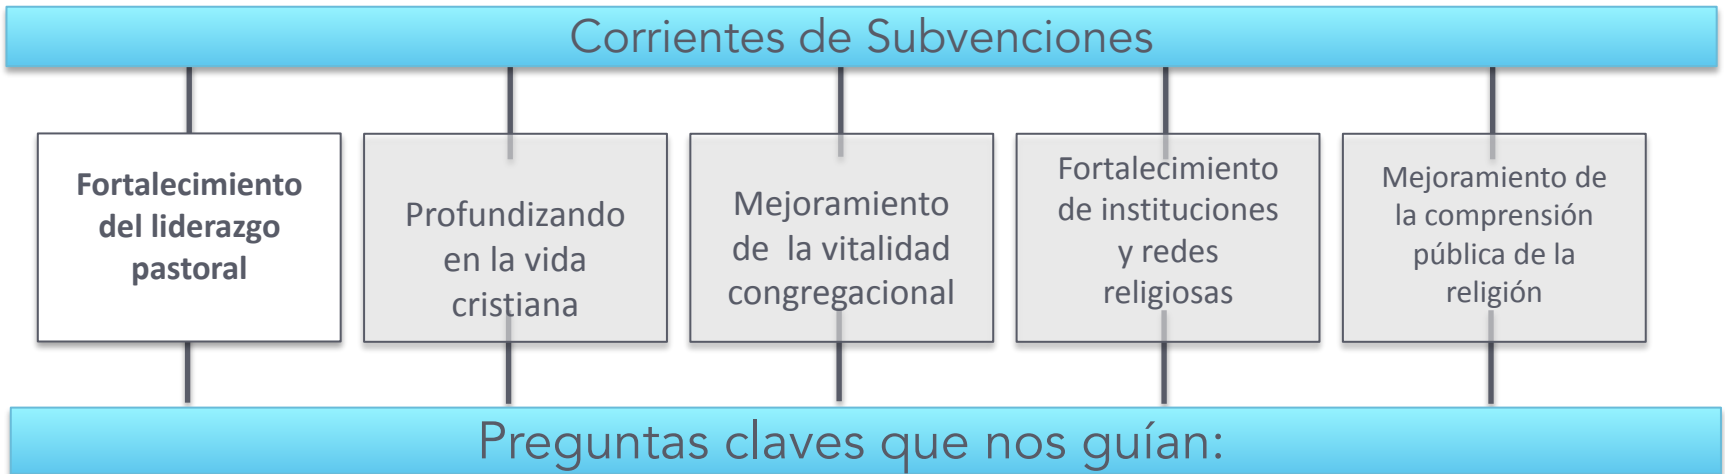 Corrientes de Subvenciones
Fortalecimiento
del liderazgo
pastoral
Profundizando
en la vida
cristiana
Mejoramiento
de la vitalidad
congregacional
Fortalecimiento
de instituciones
y redes
religiosas
Mejoramiento de
la comprensión
pública de la
religión
Preguntas claves que nos guían: